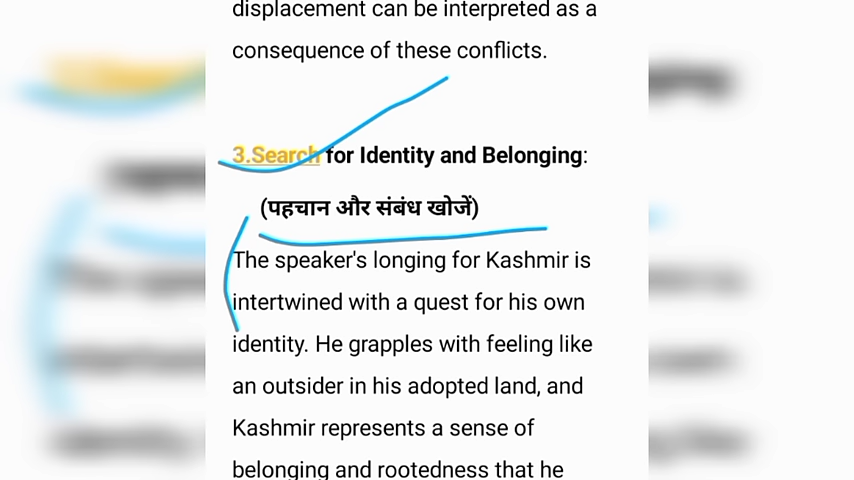 displacement can be interpreted as a
consequence of these conflicts.
3.Search for Identity and Belonging:
(पहचान और संबंध खोजें)
The speaker's longing for Kashmir is
intertwined with a quest for his own
identity. He grapples with feeling like
an outsider in his adopted land, and
Kashmir represents a sense of
belonging and rootedness that he